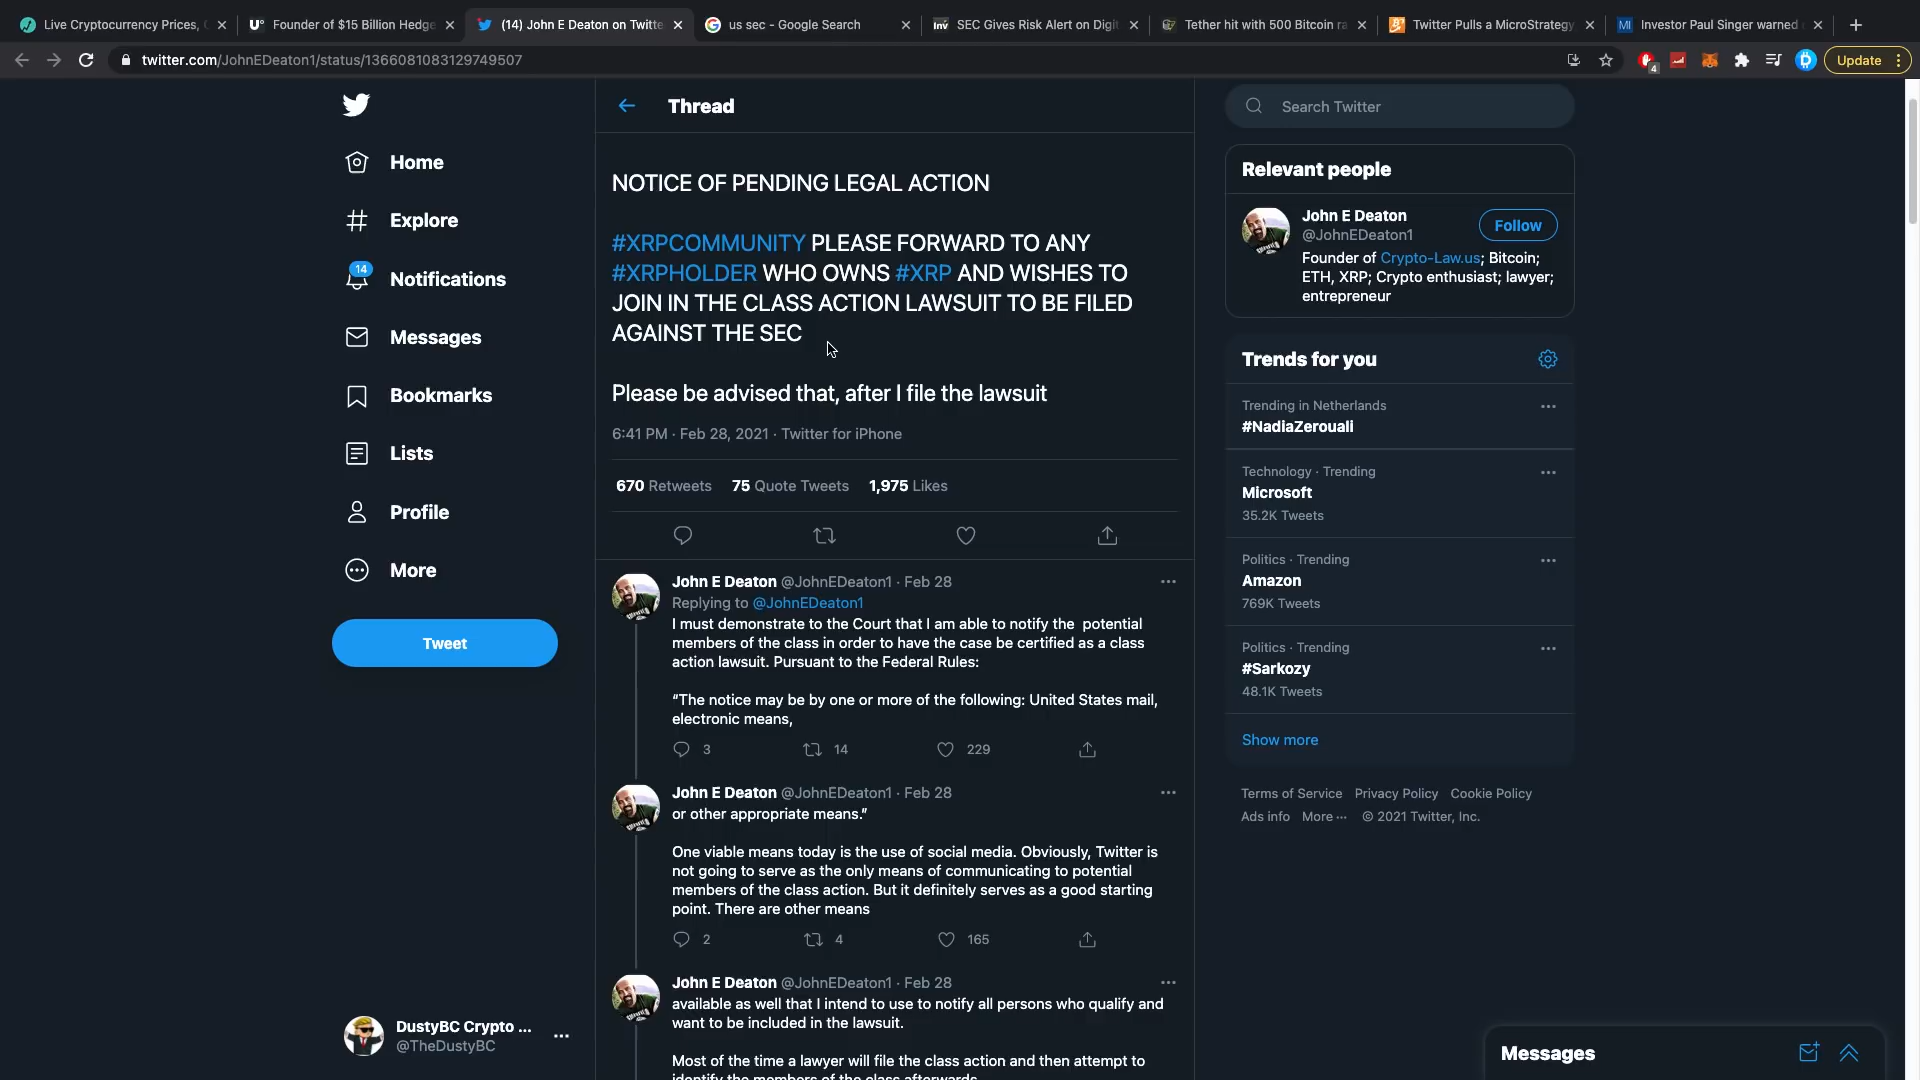 Live Cryptocurrency Prices, C
Founder of $15 Billion Hedge
(14) John E Deaton on Twitte
us sec - Google Search
SEC Gives Risk Alert on Digit
Tether hit with 500 Bitcoin ra
Twitter Pulls a MicroStrategy
Investor Paul Singer warned
twitter.com/JohnEDeaton1/status/1366081083129749507
4
Update
Thread
Search Twitter
Home
Explore
14
Notifications
Messages
Bookmarks
Lists
Profile
More
Tweet
DustyBC Crypto ...
@TheDustyBC
NOTICE OF PENDING LEGAL ACTION
#XRPCOMMUNITY PLEASE FORWARD TO ANY
#XRPHOLDER WHO OWNS #XRP AND WISHES TO
JOIN IN THE CLASS ACTION LAWSUIT TO BE FILED
AGAINST THE SEC
Please be advised that, after I file the lawsuit
6:41 PM · Feb 28, 2021 · Twitter for iPhone
670 Retweets 75 Quote Tweets 1,975 Likes
John E Deaton @JohnEDeaton1 · Feb 28
Replying to @JohnEDeaton1
I must demonstrate to the Court that I am able to notify the potential
members of the class in order to have the case be certified as a class
action lawsuit. Pursuant to the Federal Rules:
“The notice may be by one or more of the following: United States mail,
electronic means,
3 14 229
John E Deaton @JohnEDeaton1 · Feb 28
or other appropriate means.”
One viable means today is the use of social media. Obviously, Twitter is
not going to serve as the only means of communicating to potential
members of the class action. But it definitely serves as a good starting
point. There are other means
2 4 165
John E Deaton @JohnEDeaton1 · Feb 28
available as well that I intend to use to notify all persons who qualify and
want to be included in the lawsuit.
Most of the time a lawyer will file the class action and then attempt to
identify the members of the class afterwards
Relevant people
John E Deaton
@JohnEDeaton1
Follow
Founder of Crypto-Law.us; Bitcoin;
ETH, XRP; Crypto enthusiast; lawyer;
entrepreneur
Trends for you
Trending in Netherlands
#NadiaZerouali
Technology · Trending
Microsoft
35.2K Tweets
Politics · Trending
Amazon
769K Tweets
Politics · Trending
#Sarkozy
48.1K Tweets
Show more
Terms of Service Privacy Policy Cookie Policy
Ads info More ··· © 2021 Twitter, Inc.
Messages